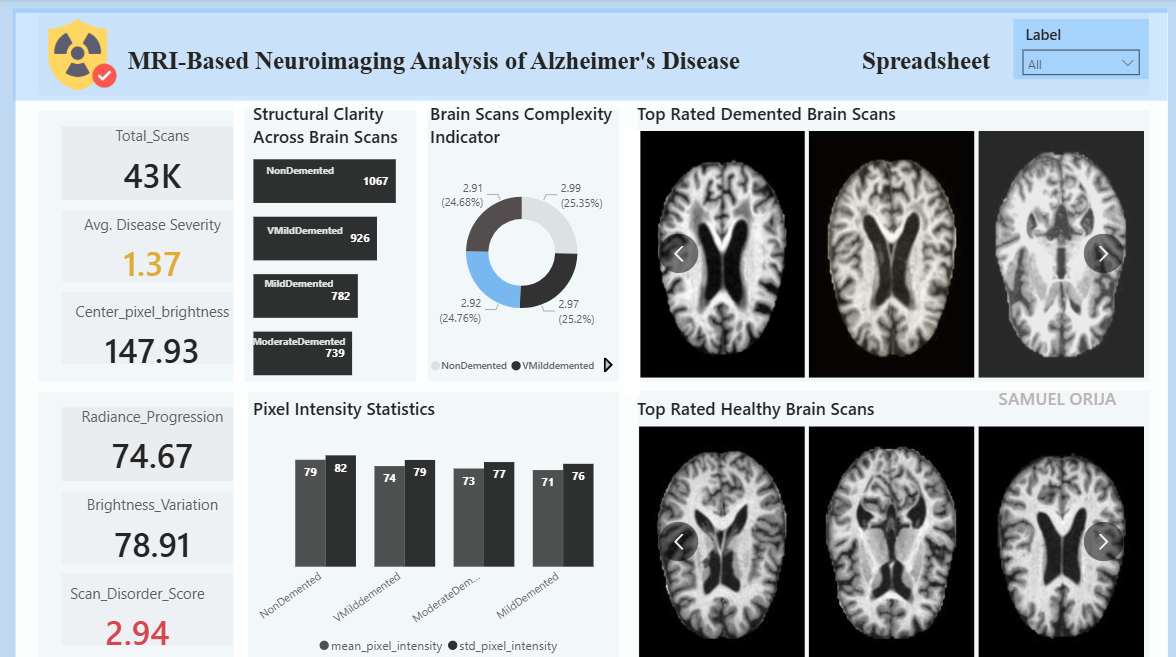 MRI-Based Neuroimaging Analysis of Alzheimer's Disease
Spreadsheet
Label
All
Total_Scans
43K
Avg. Disease Severity
1.37
Center_pixel_brightness
147.93
Structural Clarity
Across Brain Scans
NonDemented
1067
VMildDemented
926
MildDemented
782
ModerateDemented
739
Brain Scans Complexity
Indicator
2.91
(24.68%)
2.99
(25.35%)
2.92
(24.76%)
2.97
(25.2%)
NonDemented VMilddemented
Top Rated Demented Brain Scans
Radiance_Progression
74.67
Brightness_Variation
78.91
Scan_Disorder_Score
2.94
Pixel Intensity Statistics
79 82 74 79 73 77 71 76
NonDemented VMilddemented ModerateDem... MildDemented
mean_pixel_intensity std_pixel_intensity
SAMUEL ORIJA
Top Rated Healthy Brain Scans